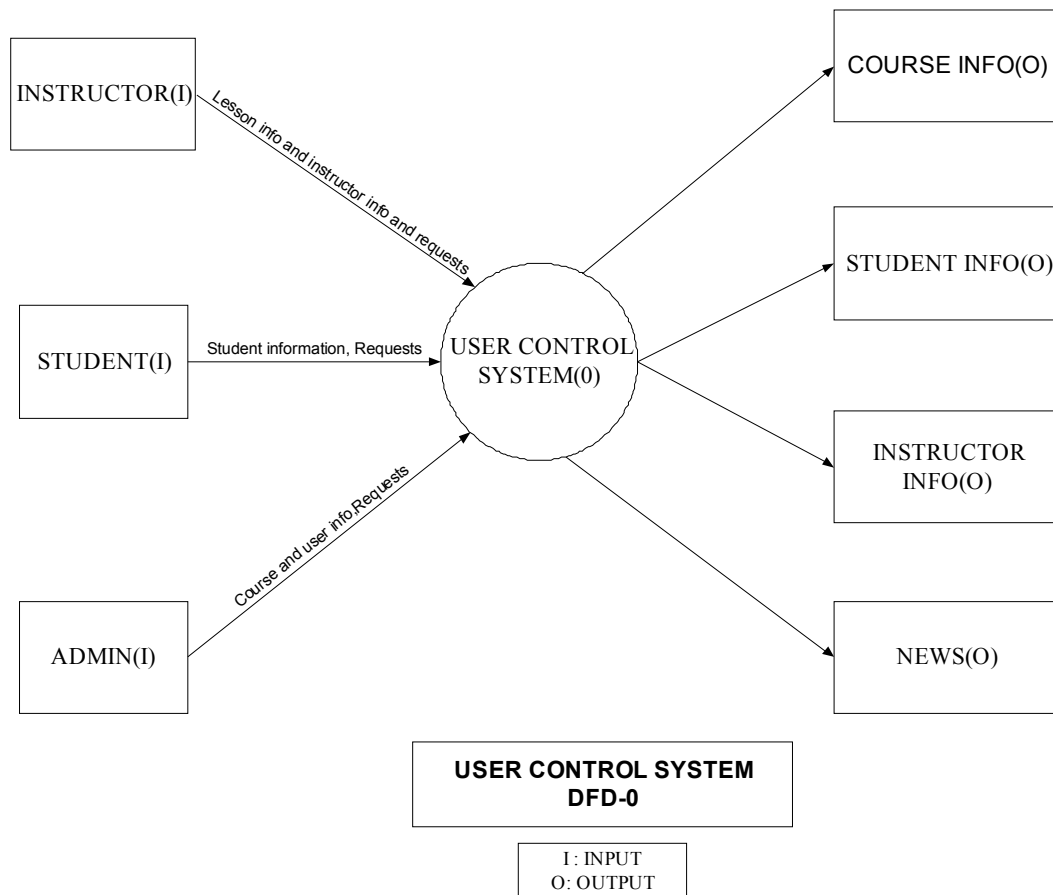 INSTRUCTOR(I)
Lesson info and instructor info and requests
STUDENT(I)
Student information, Requests
ADMIN(I)
Course and user info,Requests
USER CONTROL
SYSTEM(0)
COURSE INFO(O)
STUDENT INFO(O)
INSTRUCTOR
INFO(O)
NEWS(O)
USER CONTROL SYSTEM
DFD-0
I : INPUT
O: OUTPUT